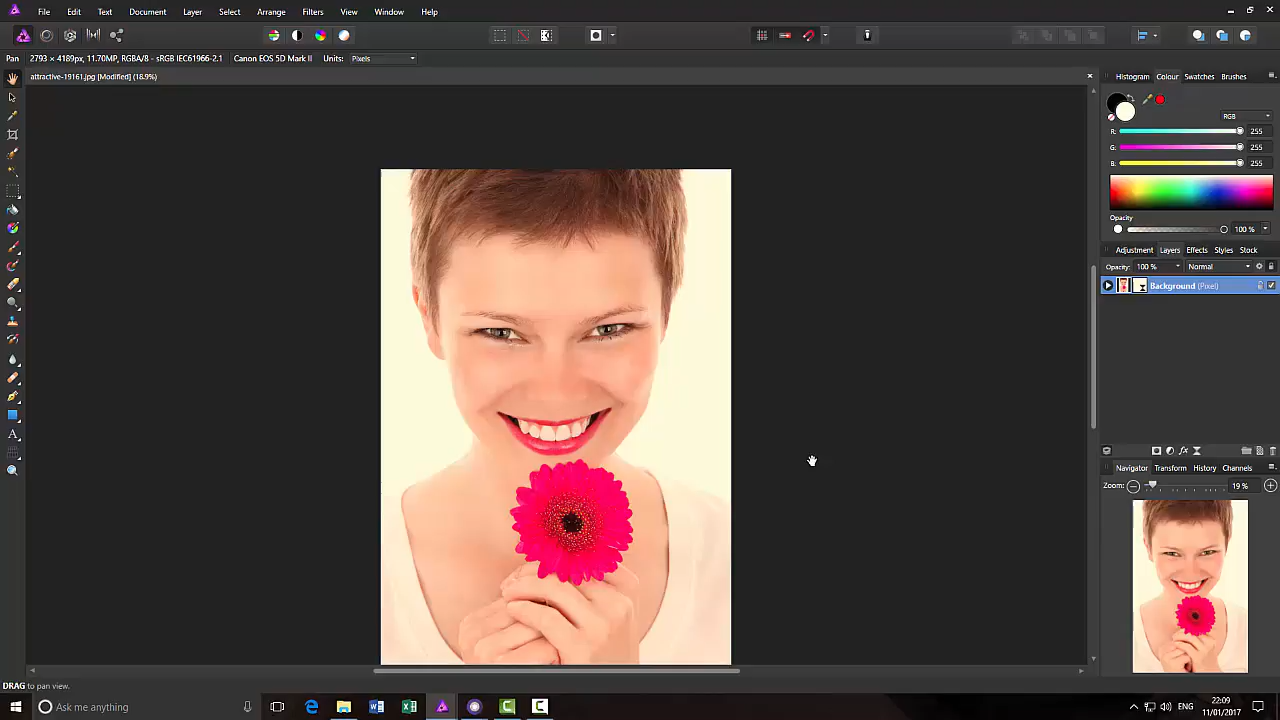 File Edit Text Document Layer Select Arrange Filters View Window Help
Pan 2793 × 4189px, 11.70MP, RGBA/8 - sRGB IEC61966-2.1 Canon EOS 5D Mark II Units: Pixels
attractive-19161.jpg [Modified] (18.9%)
Histogram Colour Swatches Brushes
RGB
R: 255
G: 255
B: 255
Opacity
100 %
Adjustment Layers Effects Styles Stock
Opacity: 100 % Normal
Background (Pixel)
Navigator Transform History Channels
Zoom: 19 %
DRAG to pan view.
Ask me anything
ENG
22:09
11/01/2017